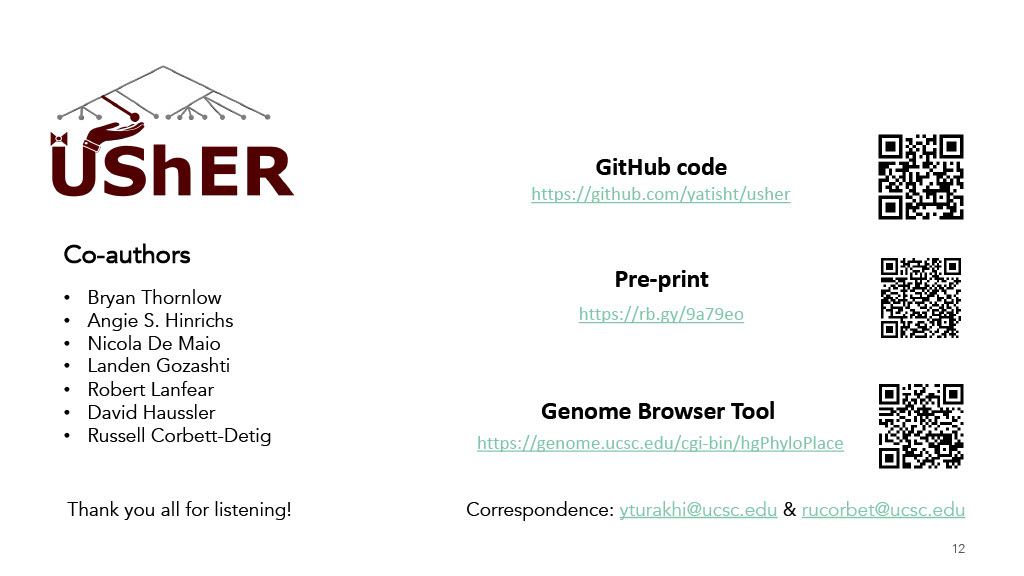 UShER
Co-authors
• Bryan Thornlow
• Angie S. Hinrichs
• Nicola De Maio
• Landen Gozashti
• Robert Lanfear
• David Haussler
• Russell Corbett-Detig
Thank you all for listening!
GitHub code
https://github.com/yatisht/usher
Pre-print
https://rb.gy/9a79eo
Genome Browser Tool
https://genome.ucsc.edu/cgi-bin/hgPhyloPlace
Correspondence: yturakhi@ucsc.edu & rucorbet@ucsc.edu
12